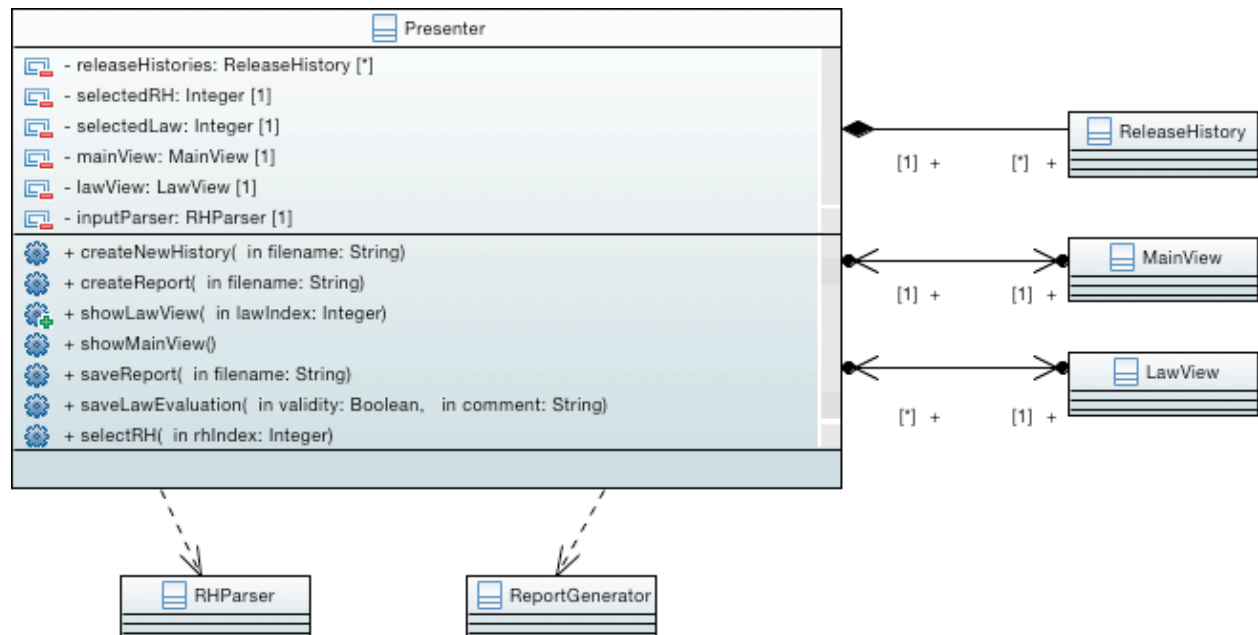 Presenter
- releaseHistories: ReleaseHistory [*]
- selectedRH: Integer [1]
- selectedLaw: Integer [1]
- mainView: MainView [1]
- lawView: LawView [1]
- inputParser: RHParser [1]
+ createNewHistory( in filename: String)
+ createReport( in filename: String)
+ showLawView( in lawIndex: Integer)
+ showMainView()
+ saveReport( in filename: String)
+ saveLawEvaluation( in validity: Boolean, in comment: String)
+ selectRH( in rhIndex: Integer)
ReleaseHistory
[1] + [*] +
MainView
[1] + [1] +
LawView
[*] + [1] +
RHParser
ReportGenerator